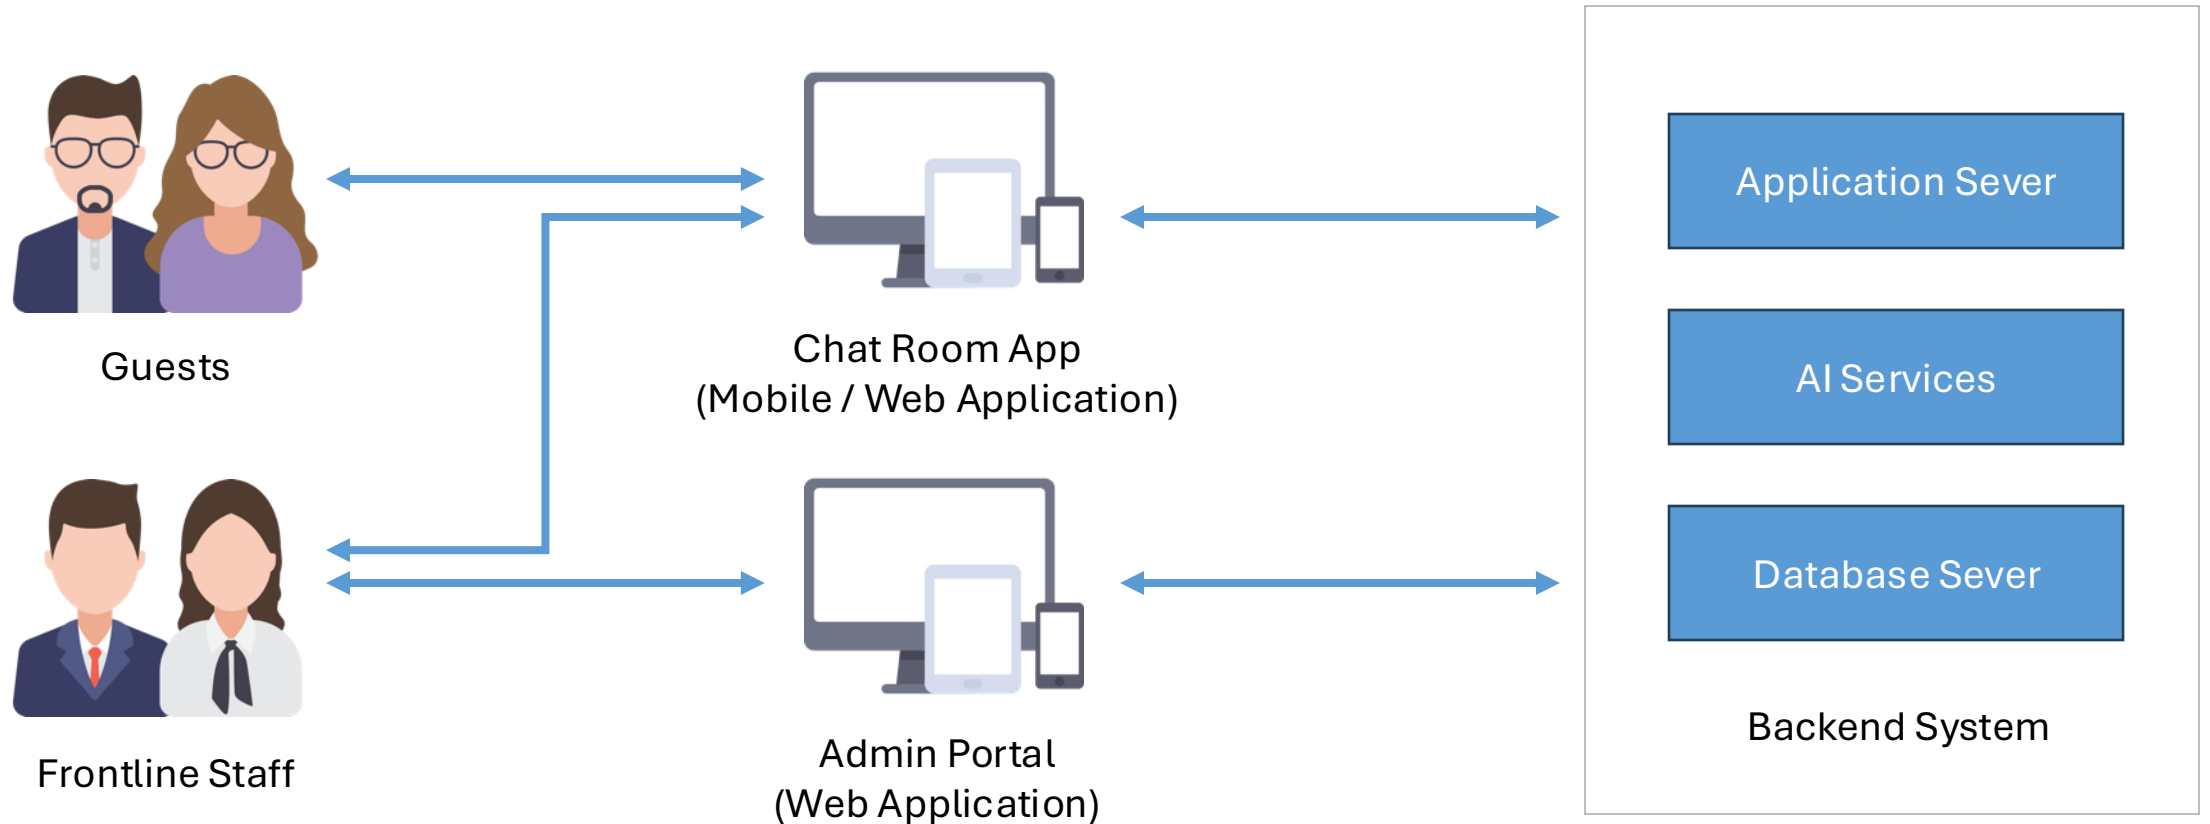 Guests
Frontline Staff
Chat Room App
(Mobile / Web Application)
Admin Portal
(Web Application)
Application Sever
AI Services
Database Sever
Backend System